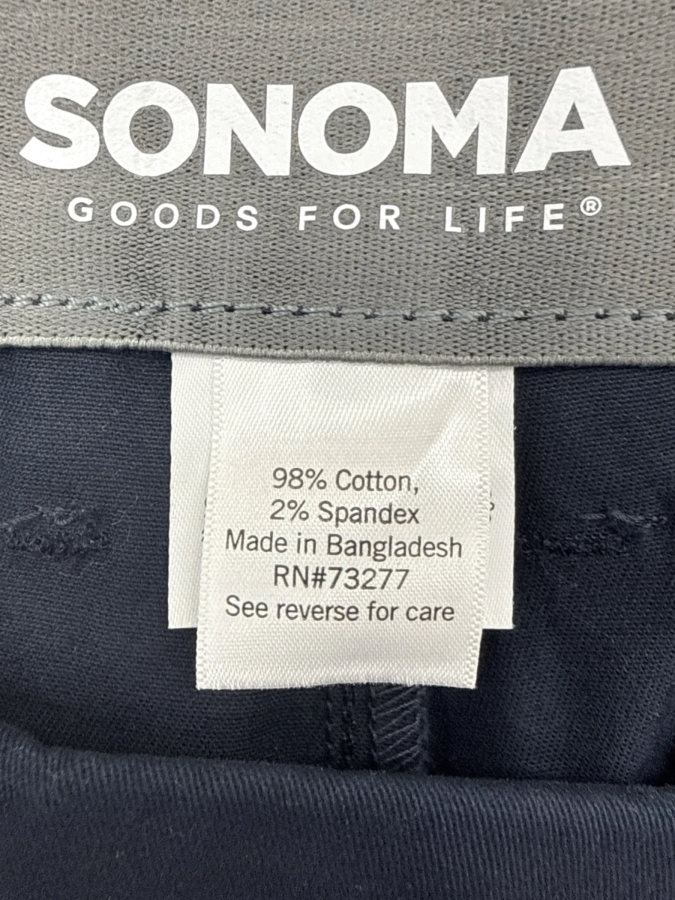 SONOMA
GOODS FOR LIFE®
98% Cotton,
2% Spandex
Made in Bangladesh
RN#73277
See reverse for care